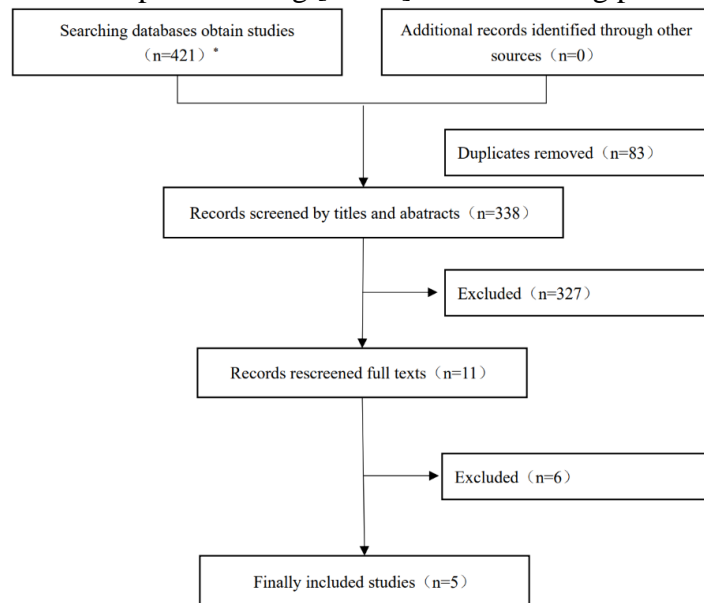 Searching databases obtain studies
（n=421）*
Additional records identified through other
sources（n=0）
Duplicates removed（n=83）
Records screened by titles and abatracts（n=338）
Excluded（n=327）
Records rescreened full texts（n=11）
Excluded（n=6）
Finally included studies（n=5）